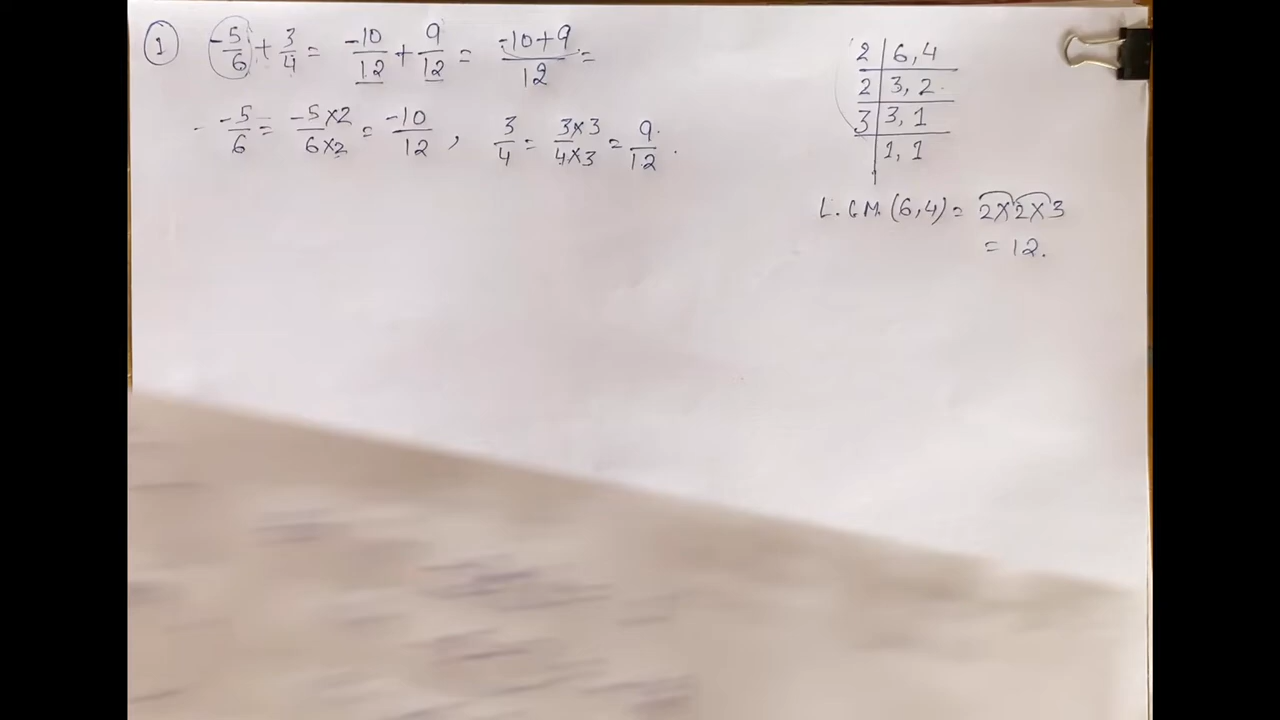 ① -5/6 + 3/4 = -10/12 + 9/12 = -10+9/12 =
-5/6 = -5×2/6×2 = -10/12 , 3/4 = 3×3/4×3 = 9/12 .
2 | 6, 4
2 | 3, 2
3 | 3, 1
1, 1
L.C.M. (6,4) = 2×2×3
= 12.